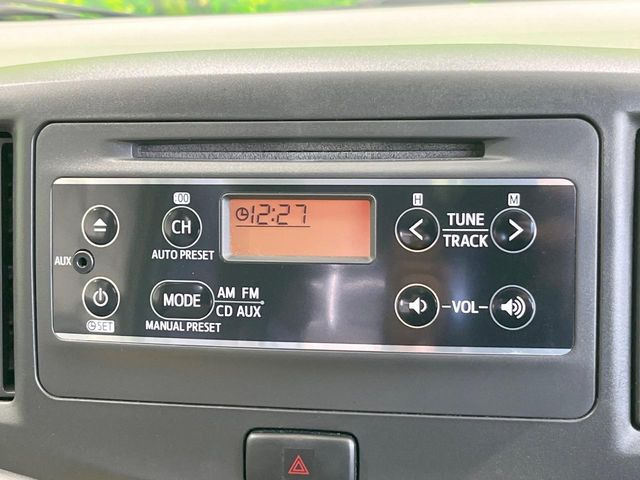 :00
H
M
CH
12:27
TUNE
TRACK
AUTO PRESET
AUX
MODE
AM FM
CD AUX
VOL
SET
MANUAL PRESET